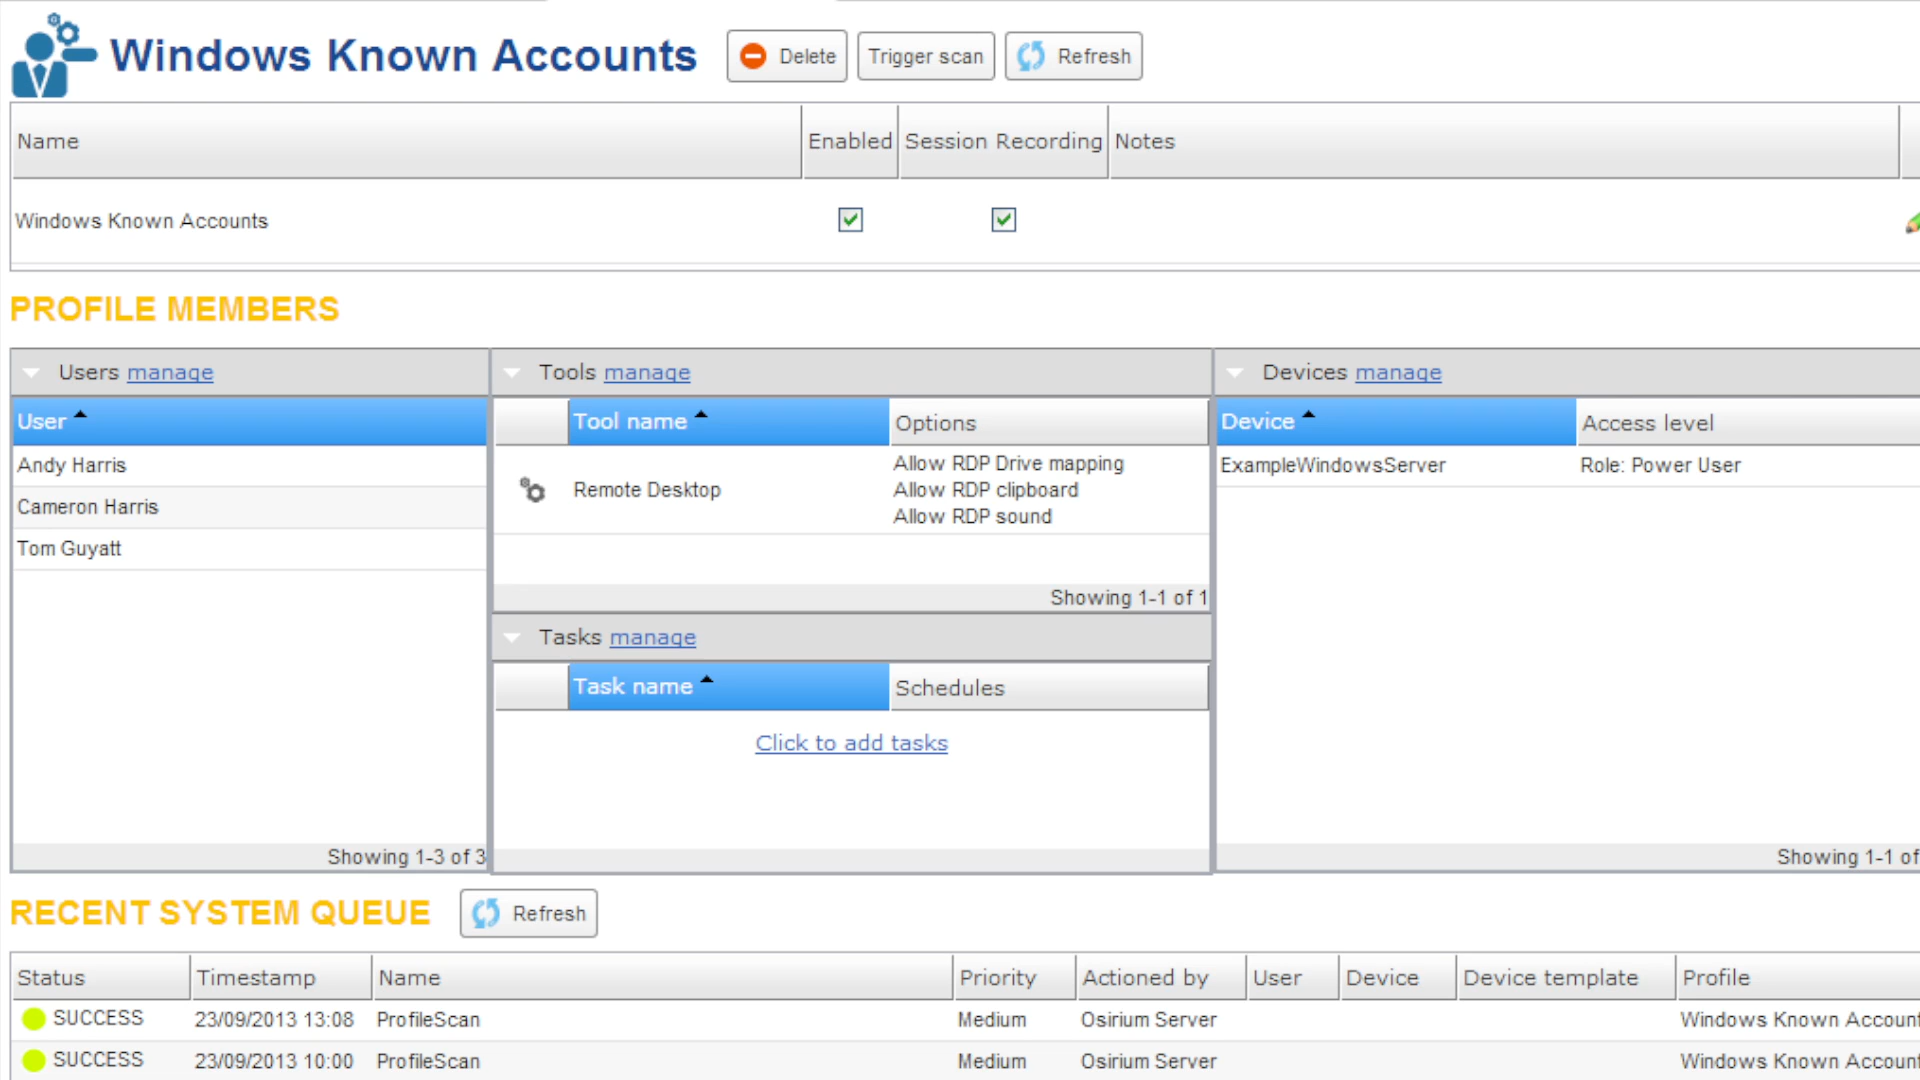 Windows Known Accounts Delete Trigger scan Refresh
Name Enabled Session Recording Notes
Windows Known Accounts
PROFILE MEMBERS
Users manage
User
Andy Harris
Cameron Harris
Tom Guyatt
Showing 1-3 of 3
Tools manage
Tool name Options
Remote Desktop
Allow RDP Drive mapping
Allow RDP clipboard
Allow RDP sound
Showing 1-1 of 1
Tasks manage
Task name Schedules
Click to add tasks
Devices manage
Device Access level
ExampleWindowsServer Role: Power User
Showing 1-1 of
RECENT SYSTEM QUEUE Refresh
Status Timestamp Name Priority Actioned by User Device Device template Profile
SUCCESS 23/09/2013 13:08 ProfileScan Medium Osirium Server Windows Known Account
SUCCESS 23/09/2013 10:00 ProfileScan Medium Osirium Server Windows Known Account